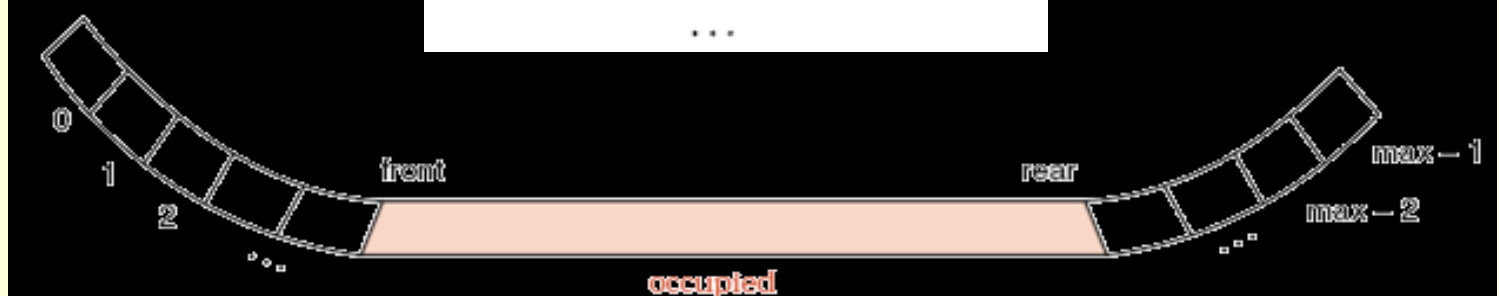 ...
0
1
2
...
front
occupied
rear
...
max – 2
max – 1